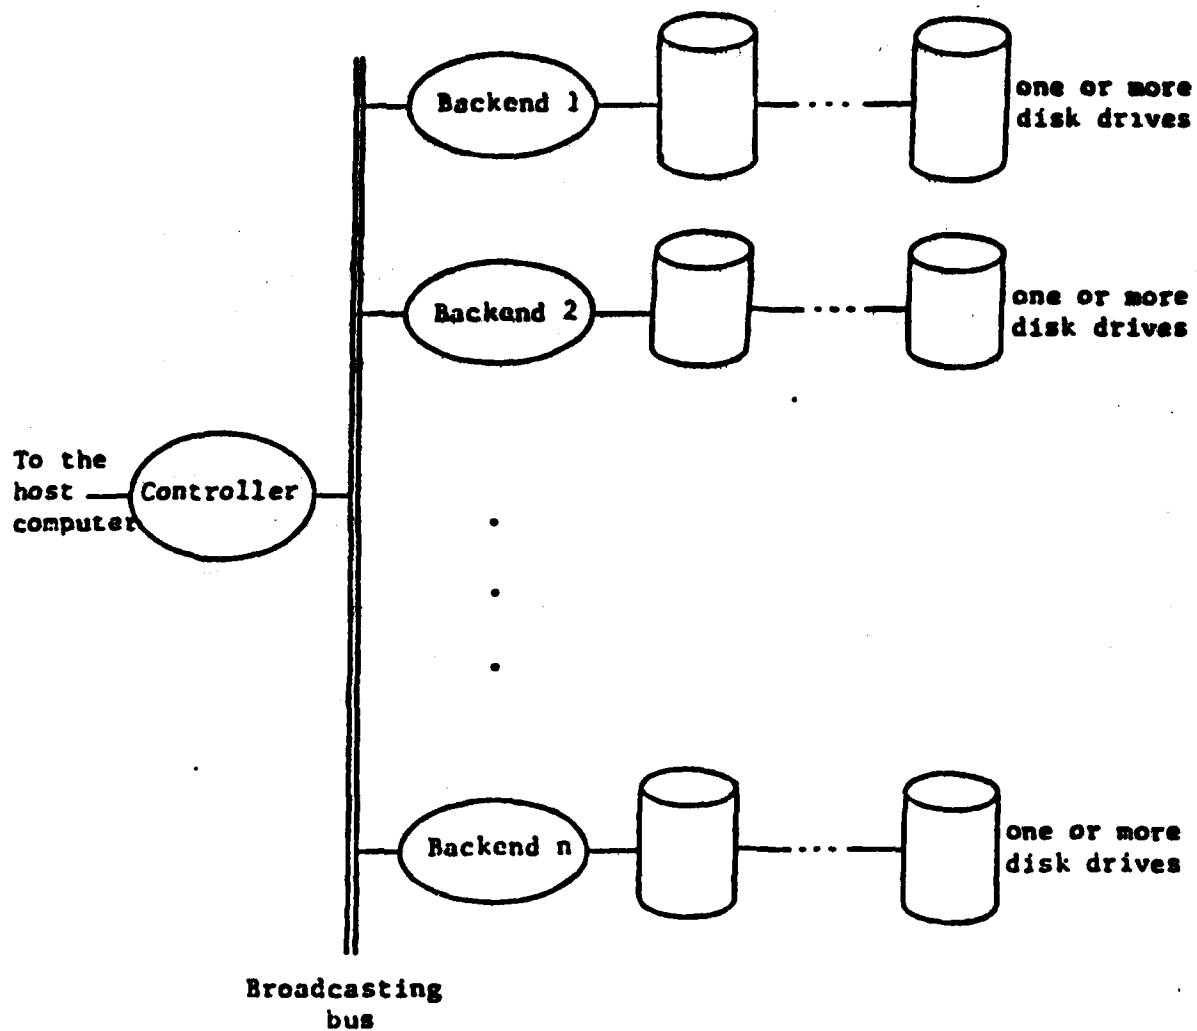 Backend 1
one or more
disk drives
Backend 2
one or more
disk drives
To the
host
computer
Controller
Backend n
one or more
disk drives
Broadcasting
bus